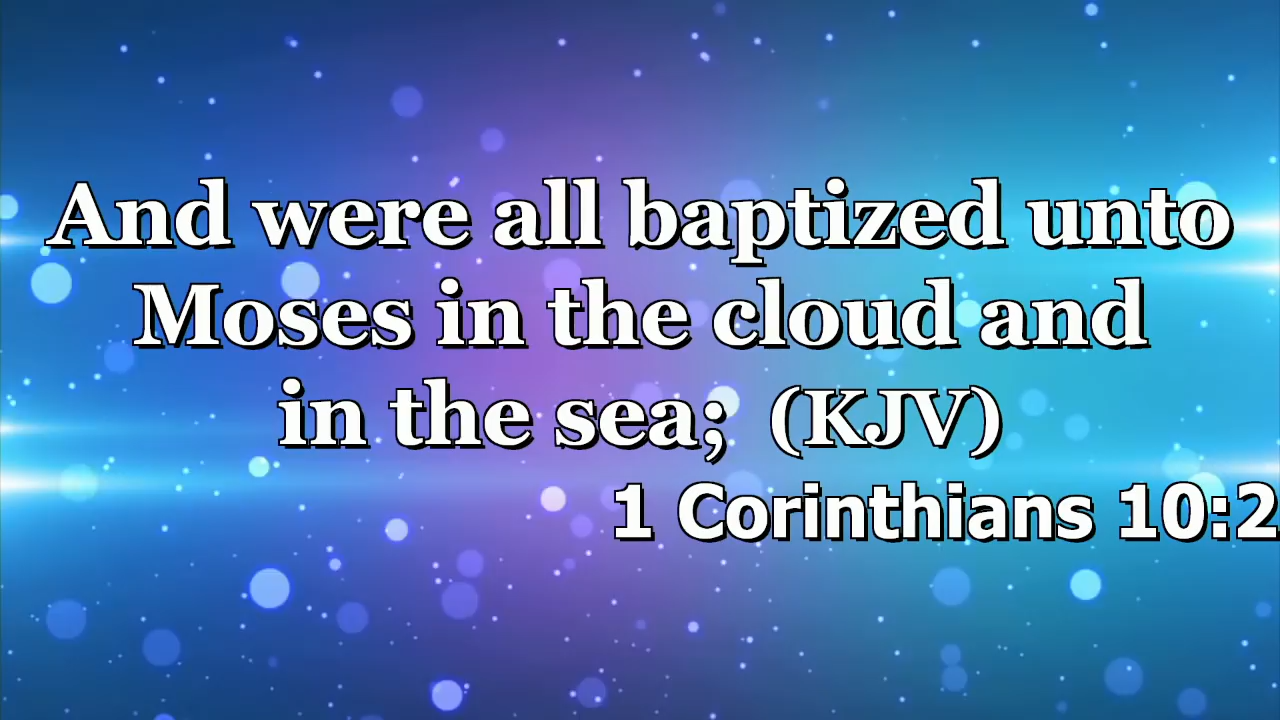 And were all baptized unto
Moses in the cloud and
in the sea; (KJV)
1 Corinthians 10:2